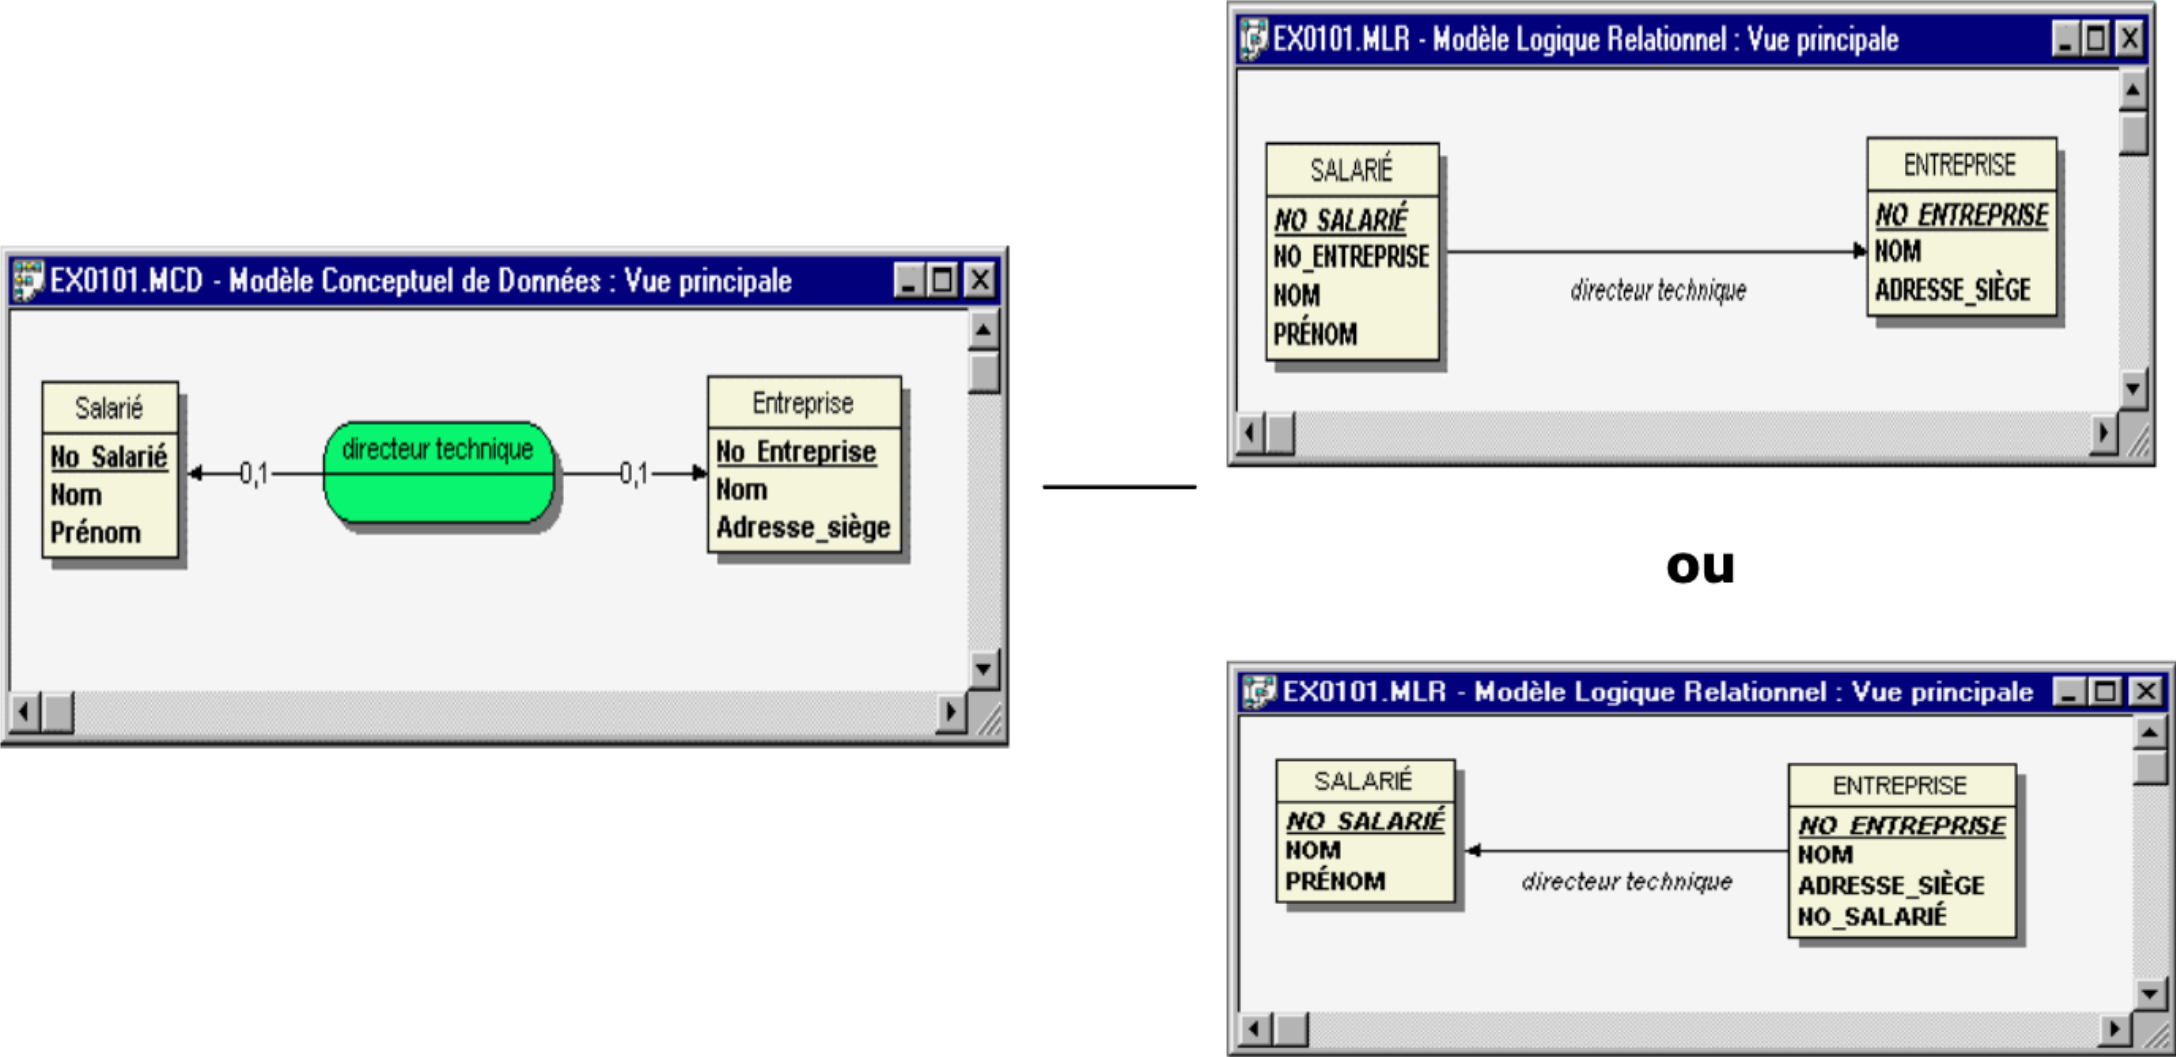 EX0101.MCD - Modèle Conceptuel de Données : Vue principale
Salarié
No_Salarié
Nom
Prénom
0,1
directeur technique
0,1
Entreprise
No_Entreprise
Nom
Adresse_siège
EX0101.MLR - Modèle Logique Relationnel : Vue principale
SALARIÉ
NO_SALARIÉ
NO_ENTREPRISE
NOM
PRÉNOM
directeur technique
ENTREPRISE
NO_ENTREPRISE
NOM
ADRESSE_SIÈGE
ou
EX0101.MLR - Modèle Logique Relationnel : Vue principale
SALARIÉ
NO_SALARIÉ
NOM
PRÉNOM
directeur technique
ENTREPRISE
NO_ENTREPRISE
NOM
ADRESSE_SIÈGE
NO_SALARIÉ